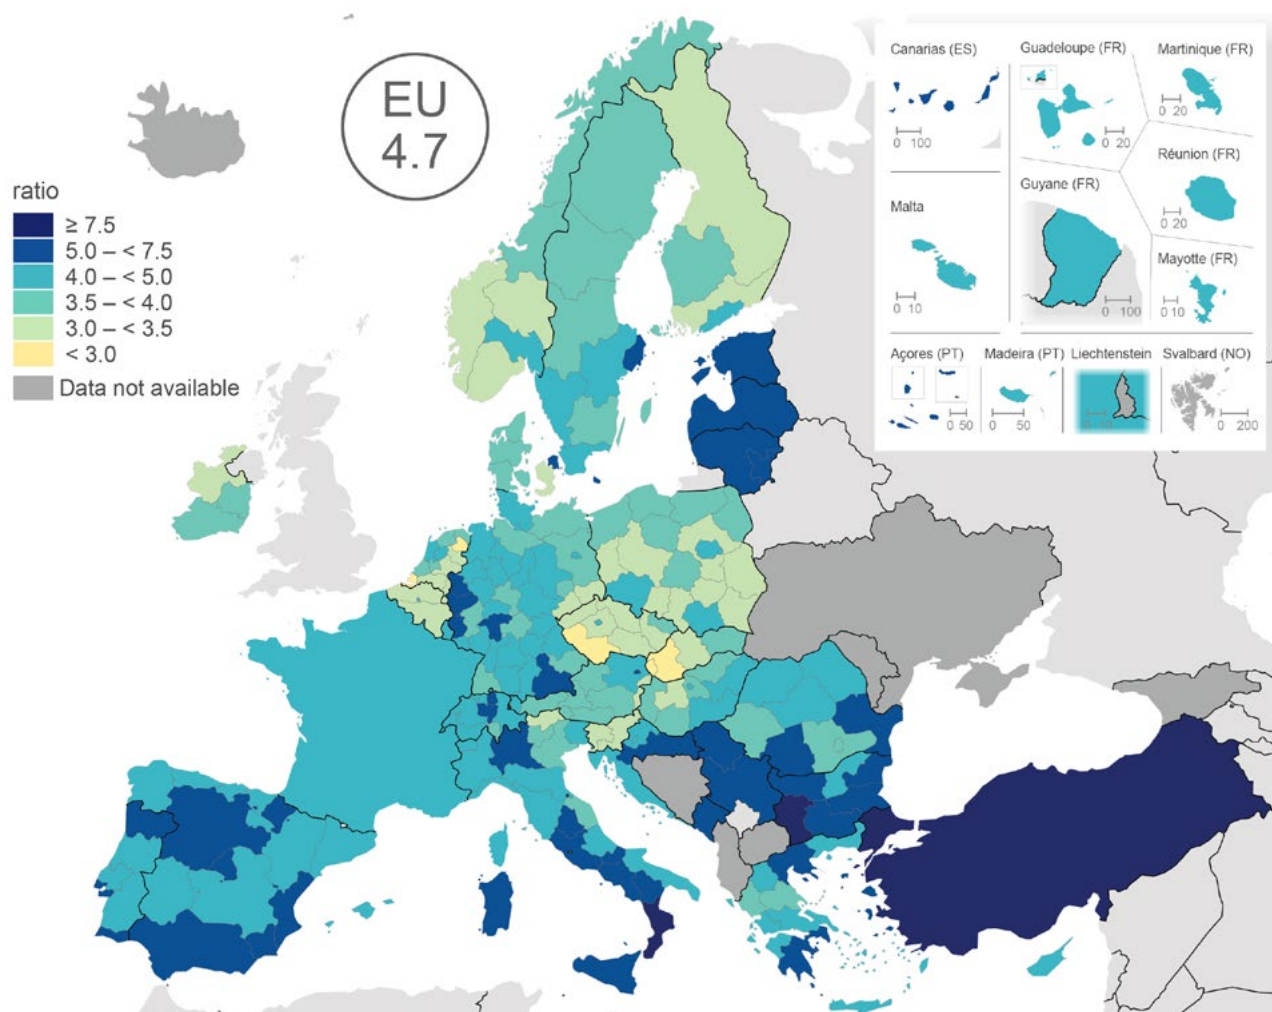 EU
4.7
ratio
≥ 7.5
5.0 – < 7.5
4.0 – < 5.0
3.5 – < 4.0
3.0 – < 3.5
< 3.0
Data not available
Canarias (ES)
0 100
Guadeloupe (FR)
0 20
Martinique (FR)
0 20
Réunion (FR)
0 20
Guyane (FR)
0 100
Malta
0 10
Mayotte (FR)
0 10
Açores (PT)
0 50
Madeira (PT)
0 50
Liechtenstein
Svalbard (NO)
0 200